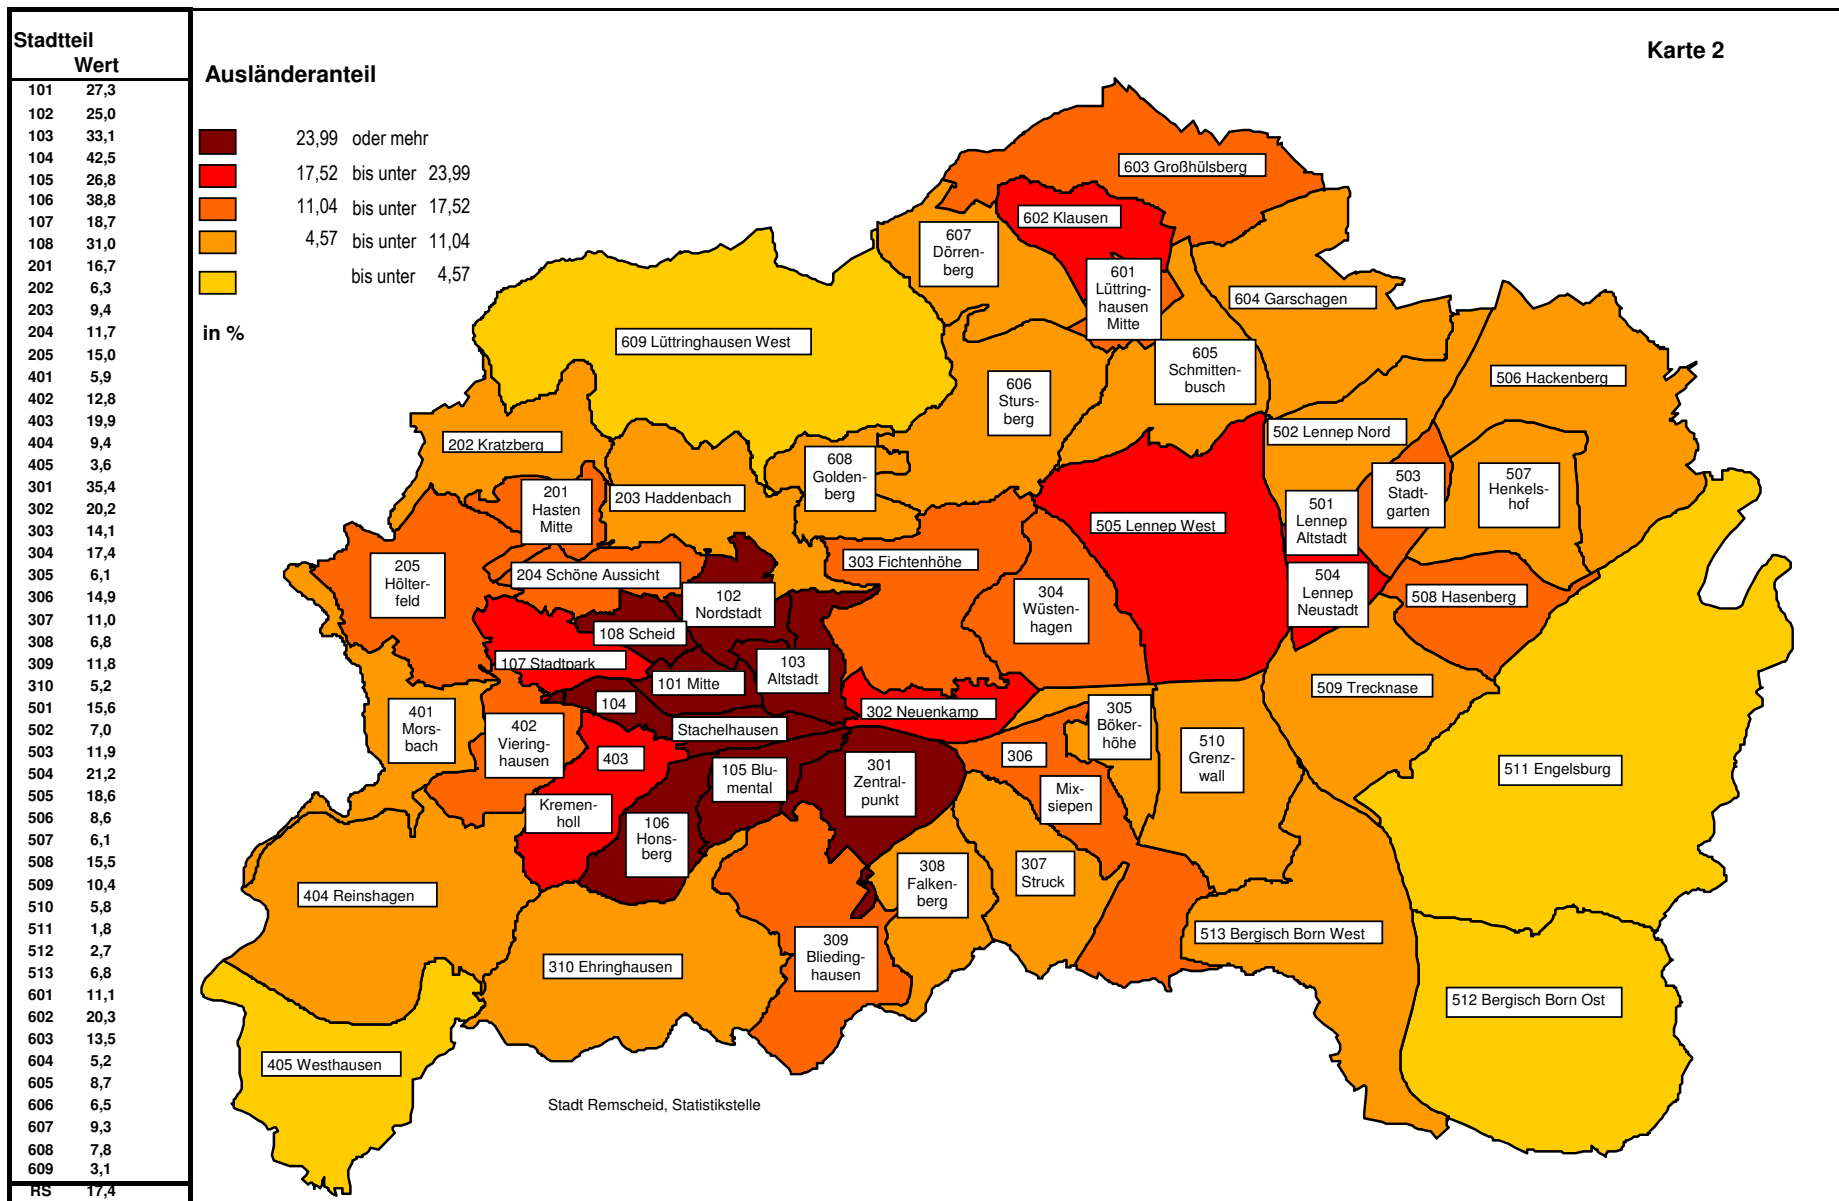 Stadtteil
Wert
101 27,3
102 25,0
103 33,1
104 42,5
105 26,8
106 38,8
107 18,7
108 31,0
201 16,7
202 6,3
203 9,4
204 11,7
205 15,0
401 5,9
402 12,8
403 19,9
404 9,4
405 3,6
301 35,4
302 20,2
303 14,1
304 17,4
305 6,1
306 14,9
307 11,0
308 6,8
309 11,8
310 5,2
501 15,6
502 7,0
503 11,9
504 21,2
505 18,6
506 8,6
507 6,1
508 15,5
509 10,4
510 5,8
511 1,8
512 2,7
513 6,8
601 11,1
602 20,3
603 13,5
604 5,2
605 8,7
606 6,5
607 9,3
608 7,8
609 3,1
RS 17,4
Karte 2
Ausländeranteil
23,99 oder mehr
17,52 bis unter 23,99
11,04 bis unter 17,52
4,57 bis unter 11,04
bis unter 4,57
in %
603 Großhülsberg
602 Klausen
607
Dörren-
berg
601
Lüttring-
hausen
Mitte
604 Garschagen
609 Lüttringhausen West
605
Schmitten-
busch
506 Hackenberg
606
Sturs-
berg
202 Kratzberg
502 Lennep Nord
608
Golden-
berg
503
Stadt-
garten
507
Henkels-
hof
201
Hasten
Mitte
203 Haddenbach
501
Lennep
Altstadt
505 Lennep West
205
Hölter-
feld
204 Schöne Aussicht
303 Fichtenhöhe
504
Lennep
Neustadt
508 Hasenberg
102
Nordstadt
304
Wüsten-
hagen
108 Scheid
107 Stadtpark
103
Altstadt
101 Mitte
509 Trecknase
104
302 Neuenkamp
305
Böker-
höhe
401
Mors-
bach
402
Viering-
hausen
Stachelhausen
510
Grenz-
wall
403
105 Blu-
mental
301
Zentral-
punkt
306
511 Engelsburg
Mix-
siepen
Kremen-
holl
106
Hons-
berg
307
Struck
308
Falken-
berg
404 Reinshagen
513 Bergisch Born West
309
Blieding-
hausen
310 Ehringhausen
512 Bergisch Born Ost
405 Westhausen
Stadt Remscheid, Statistikstelle